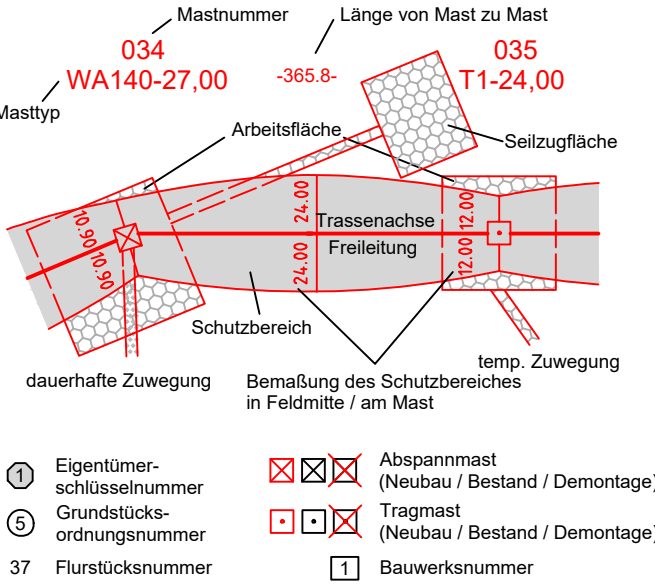 Mastnummer
Länge von Mast zu Mast
034
035
WA140-27,00
-365.8-
T1-24,00
Masttyp
Arbeitsfläche
Seilzugfläche
10.90
10.90
24.00
24.00
12.00
12.00
Trassenachse
Freileitung
Schutzbereich
dauerhafte Zuwegung
temp. Zuwegung
Bemaßung des Schutzbereiches
in Feldmitte / am Mast
1
Eigentümer-
schlüsselnummer
Abspannmast
(Neubau / Bestand / Demontage)
5
Grundstücks-
ordnungsnummer
Tragmast
(Neubau / Bestand / Demontage)
37
Flurstücksnummer
1
Bauwerksnummer